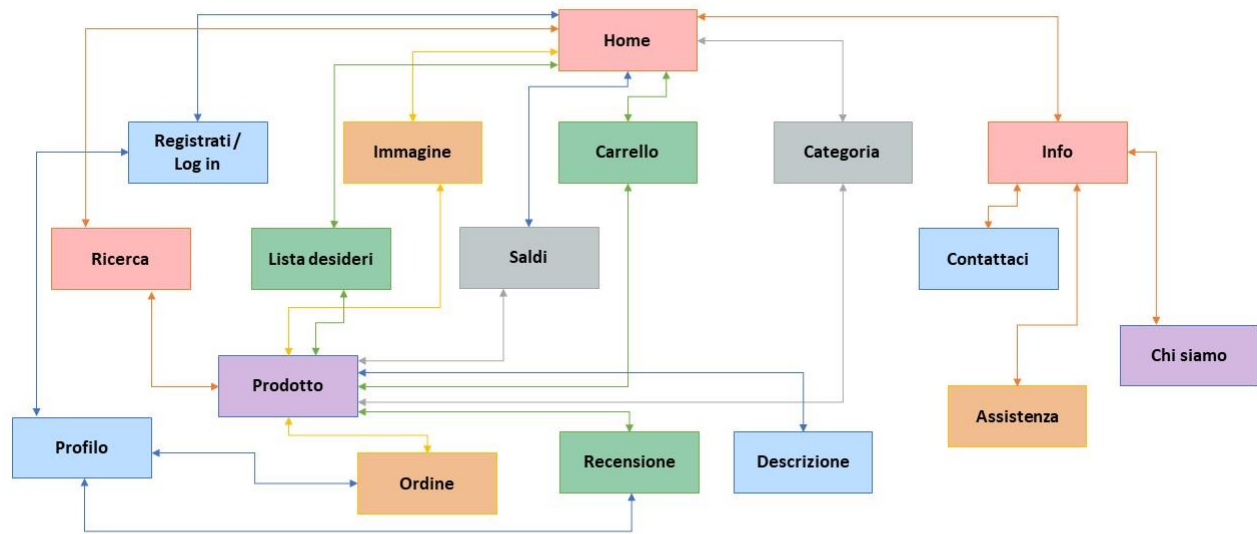 Home
Registrati /
Log in
Immagine
Carrello
Categoria
Info
Ricerca
Lista desideri
Saldi
Contattaci
Chi siamo
Prodotto
Assistenza
Profilo
Ordine
Recensione
Descrizione